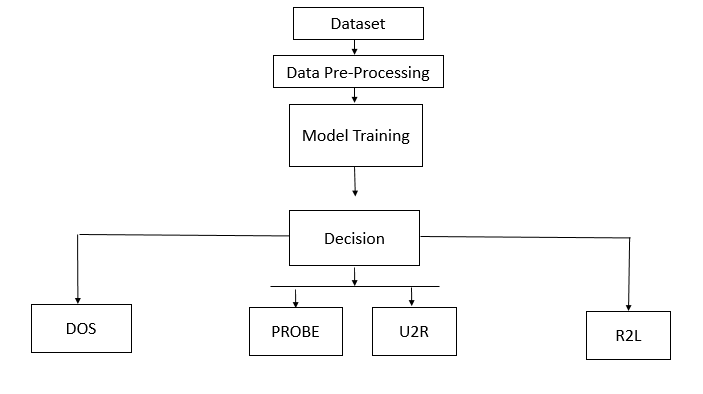 Dataset
Data Pre-Processing
Model Training
Decision
DOS
PROBE
U2R
R2L